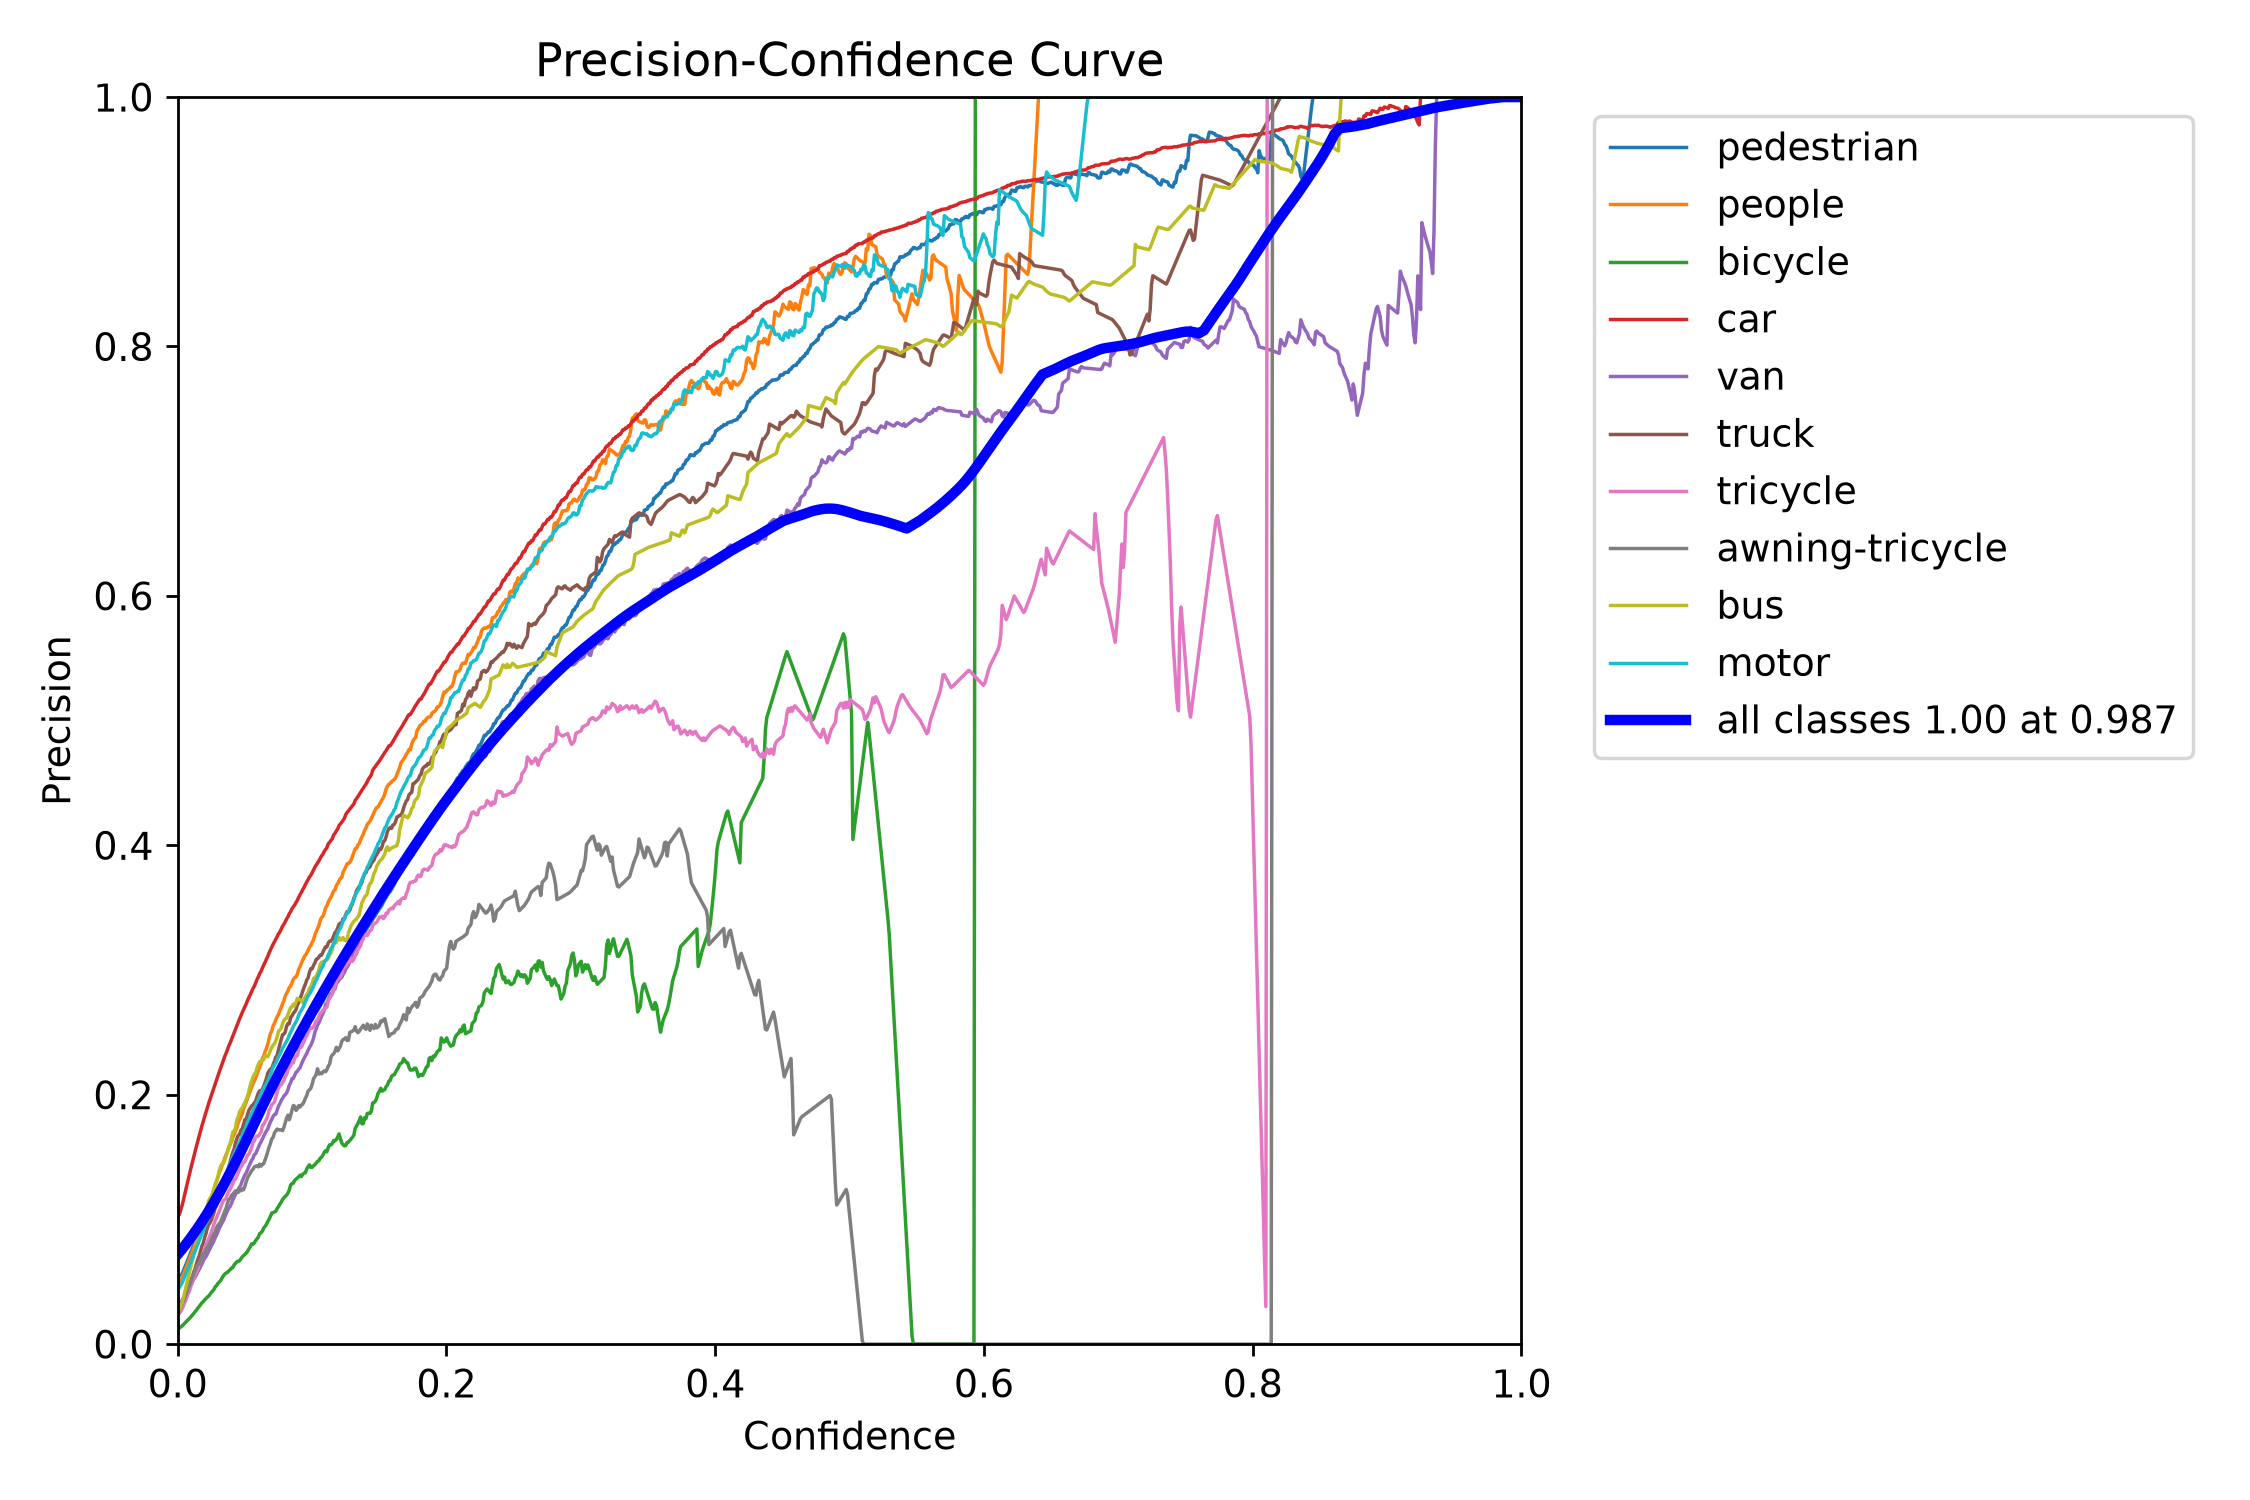 Precision-Confidence Curve
1.0
0.8
0.6
0.4
0.2
0.0
Precision
0.0 0.2 0.4 0.6 0.8 1.0
Confidence
pedestrian
people
bicycle
car
van
truck
tricycle
awning-tricycle
bus
motor
all classes 1.00 at 0.987